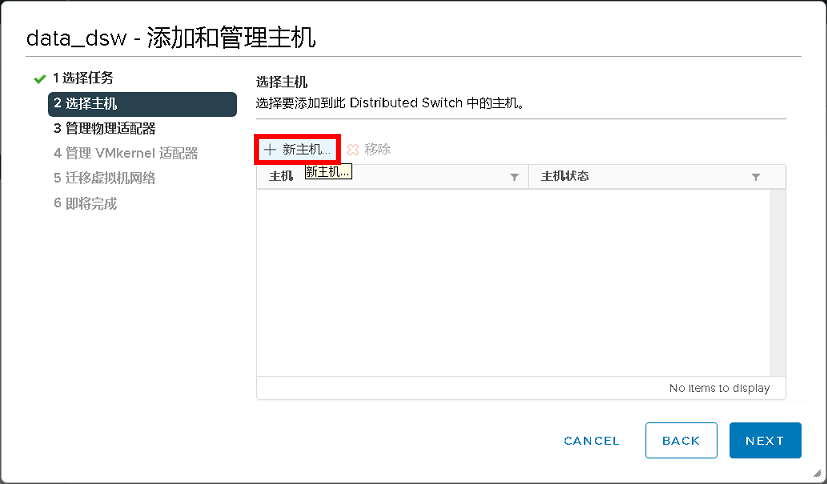 data_dsw - 添加和管理主机
1 选择任务
2 选择主机
3 管理物理适配器
4 管理 VMkernel 适配器
5 迁移虚拟机网络
6 即将完成
选择主机
选择要添加到此 Distributed Switch 中的主机。
+ 新主机... 移除
新主机...
主机 主机状态
No items to display
CANCEL BACK NEXT